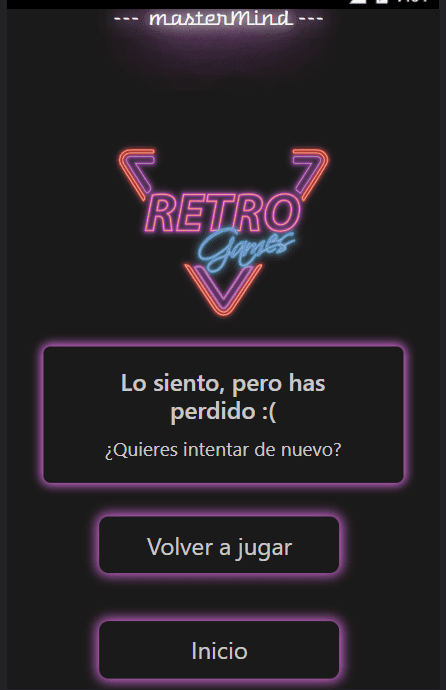 --- masterMind ---
RETRO
Games
Lo siento, pero has
perdido :(
¿Quieres intentar de nuevo?
Volver a jugar
Inicio